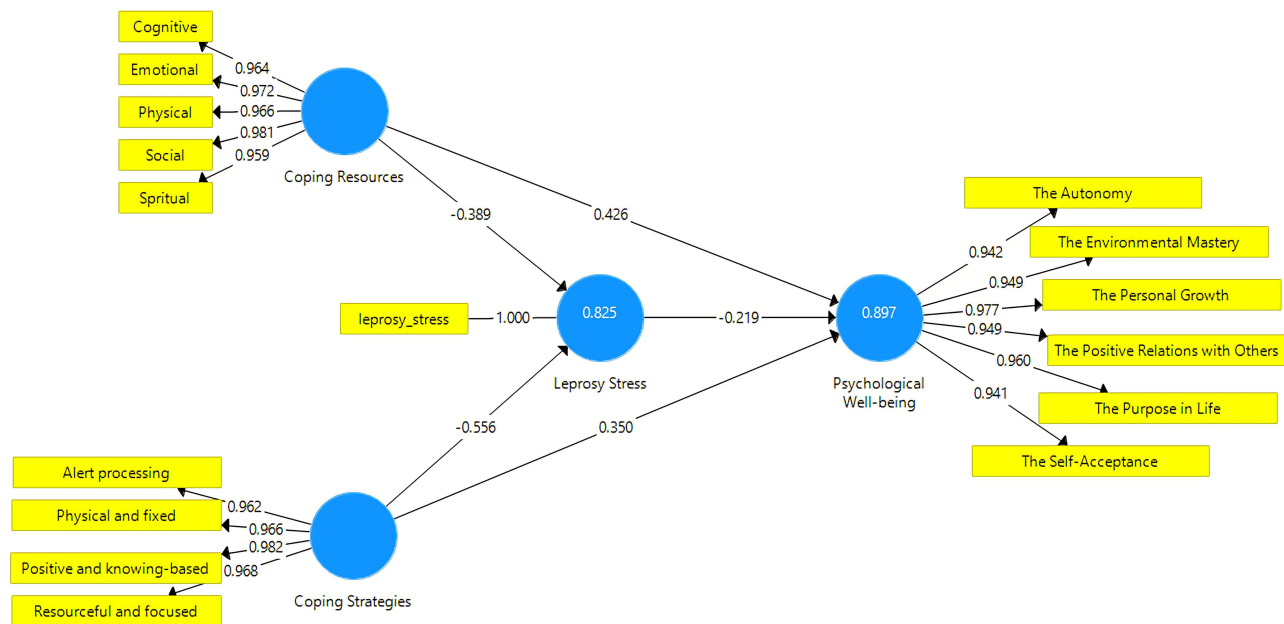 Cognitive
0.964
Emotional
0.972
Physical
0.966
Social
0.981
Spritual
0.959
Coping Resources
-0.389
0.426
leprosy_stress
1.000
0.825
Leprosy Stress
-0.219
0.897
Psychological
Well-being
The Autonomy
0.942
The Environmental Mastery
0.949
The Personal Growth
0.977
The Positive Relations with Others
0.949
The Purpose in Life
0.960
The Self-Acceptance
0.941
-0.556
0.350
Alert processing
0.962
Physical and fixed
0.966
Positive and knowing-based
0.982
Resourceful and focused
0.968
Coping Strategies